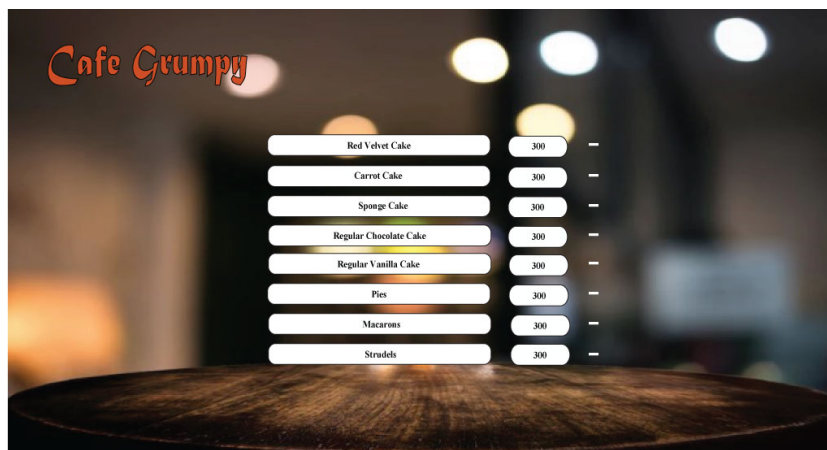 Cafe Grumpy
Red Velvet Cake 300 -
Carrot Cake 300 -
Sponge Cake 300 -
Regular Chocolate Cake 300 -
Regular Vanilla Cake 300 -
Pies 300 -
Macarons 300 -
Strudels 300 -